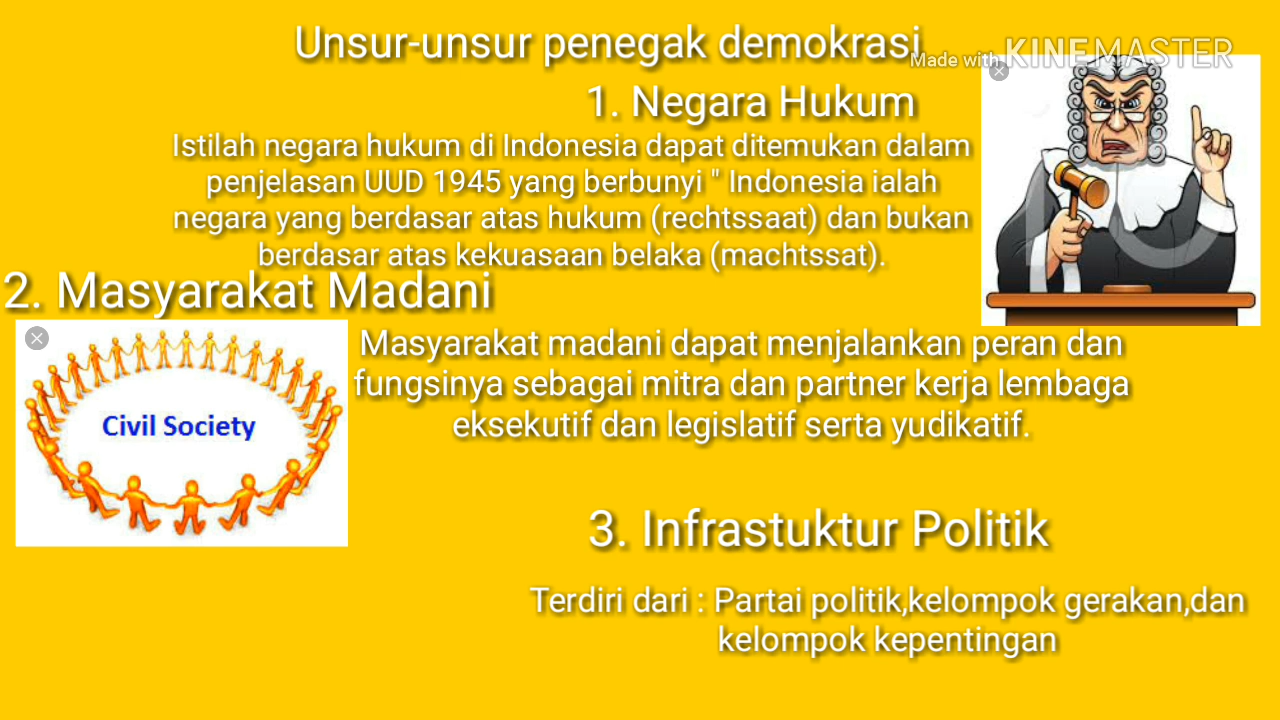 Unsur-unsur penegak demokrasi
Made with KINEMASTER
1. Negara Hukum
Istilah negara hukum di Indonesia dapat ditemukan dalam
penjelasan UUD 1945 yang berbunyi " Indonesia ialah
negara yang berdasar atas hukum (rechtssaat) dan bukan
berdasar atas kekuasaan belaka (machtssat).
2. Masyarakat Madani
Civil Society
Masyarakat madani dapat menjalankan peran dan
fungsinya sebagai mitra dan partner kerja lembaga
eksekutif dan legislatif serta yudikatif.
3. Infrastuktur Politik
Terdiri dari : Partai politik,kelompok gerakan,dan
kelompok kepentingan